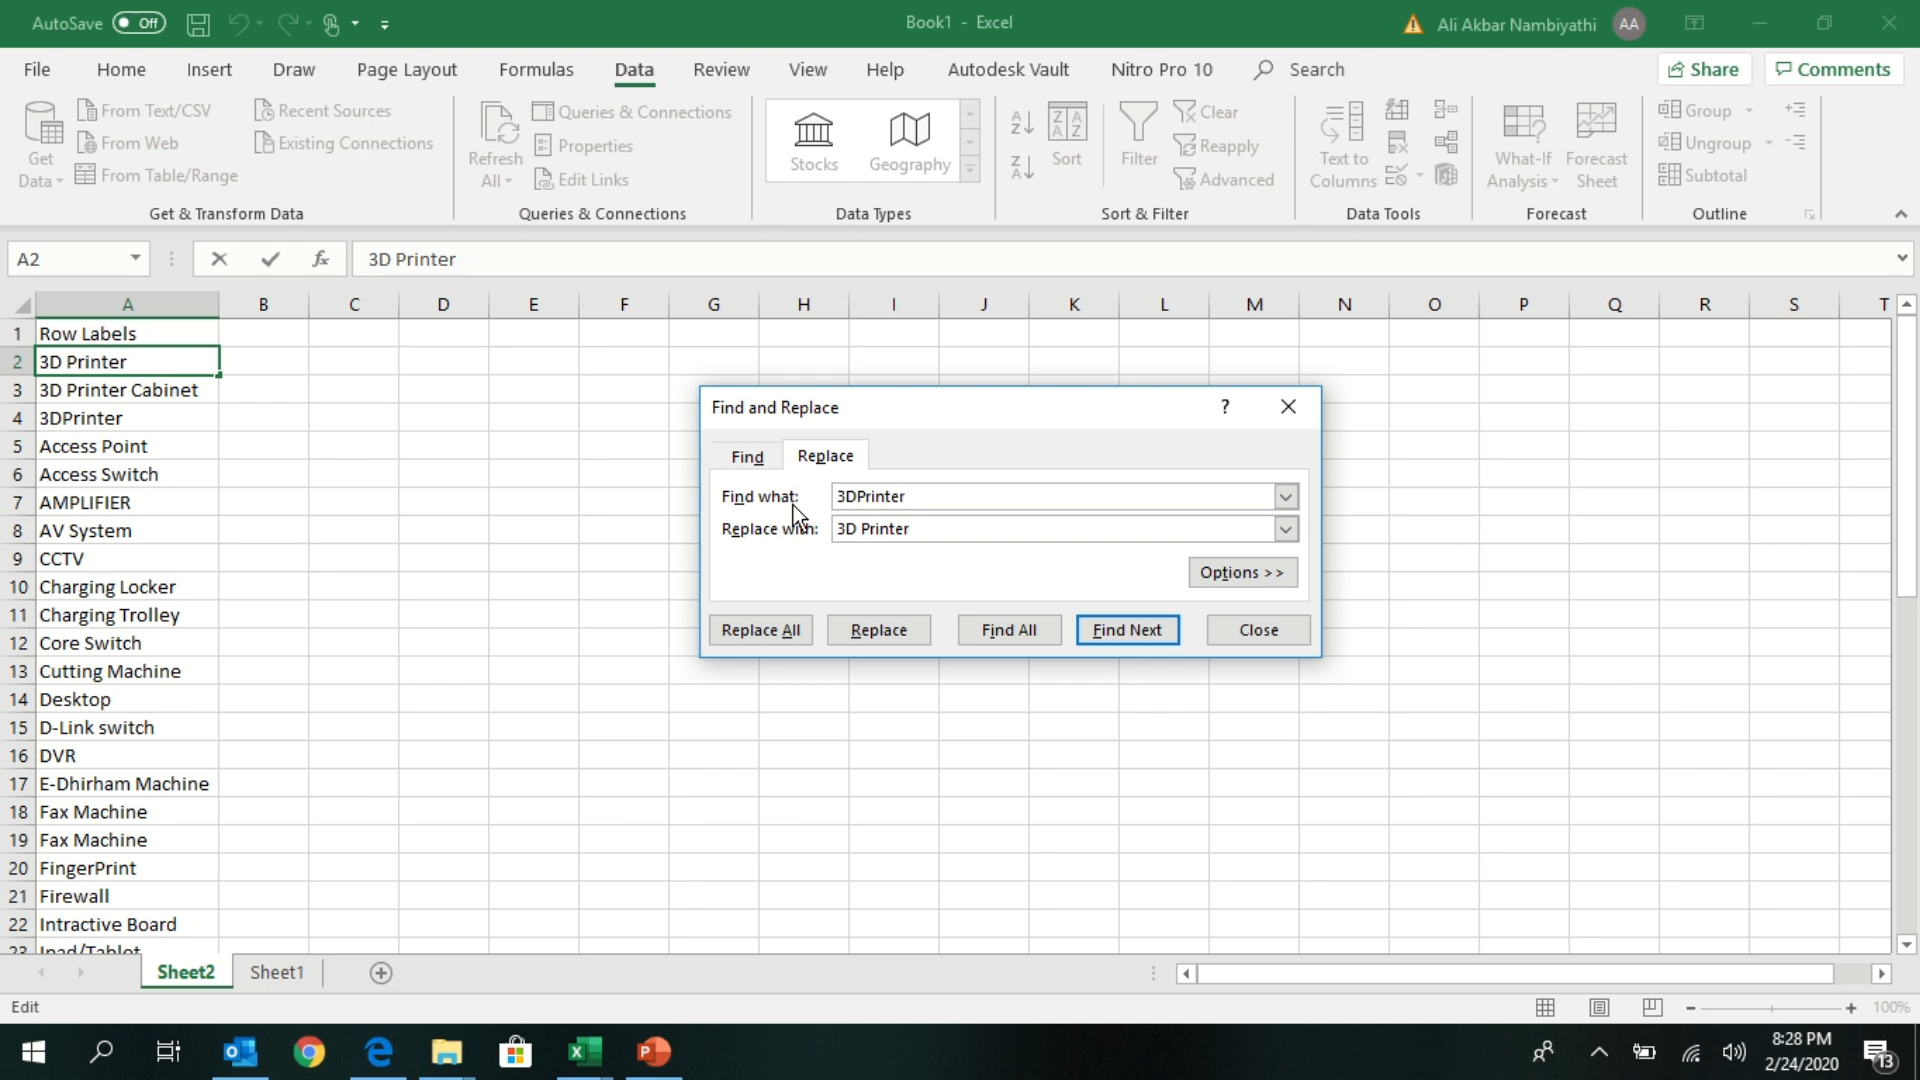 AutoSave Off
Book1 - Excel
Ali Akbar Nambiyathi AA
File Home Insert Draw Page Layout Formulas Data Review View Help Autodesk Vault Nitro Pro 10 Search Share Comments
Get Data
From Text/CSV
From Web
From Table/Range
Recent Sources
Existing Connections
Get & Transform Data
Refresh All
Queries & Connections
Properties
Edit Links
Queries & Connections
Stocks
Geography
Data Types
Sort
Filter
Clear
Reapply
Advanced
Sort & Filter
Text to Columns
Data Tools
What-If Analysis
Forecast Sheet
Forecast
Group
Ungroup
Subtotal
Outline
A2
fx
3D Printer
A B C D E F G H I J K L M N O P Q R S T
1 Row Labels
2 3D Printer
3 3D Printer Cabinet
4 3DPrinter
5 Access Point
6 Access Switch
7 AMPLIFIER
8 AV System
9 CCTV
10 Charging Locker
11 Charging Trolley
12 Core Switch
13 Cutting Machine
14 Desktop
15 D-Link switch
16 DVR
17 E-Dhirham Machine
18 Fax Machine
19 Fax Machine
20 FingerPrint
21 Firewall
22 Intractive Board
23 Ipad/Tablet
Find and Replace ?
Find Replace
Find what: 3DPrinter
Replace with: 3D Printer
Options >>
Replace All Replace Find All Find Next Close
Sheet2 Sheet1
Edit
100%
8:28 PM
2/24/2020
13